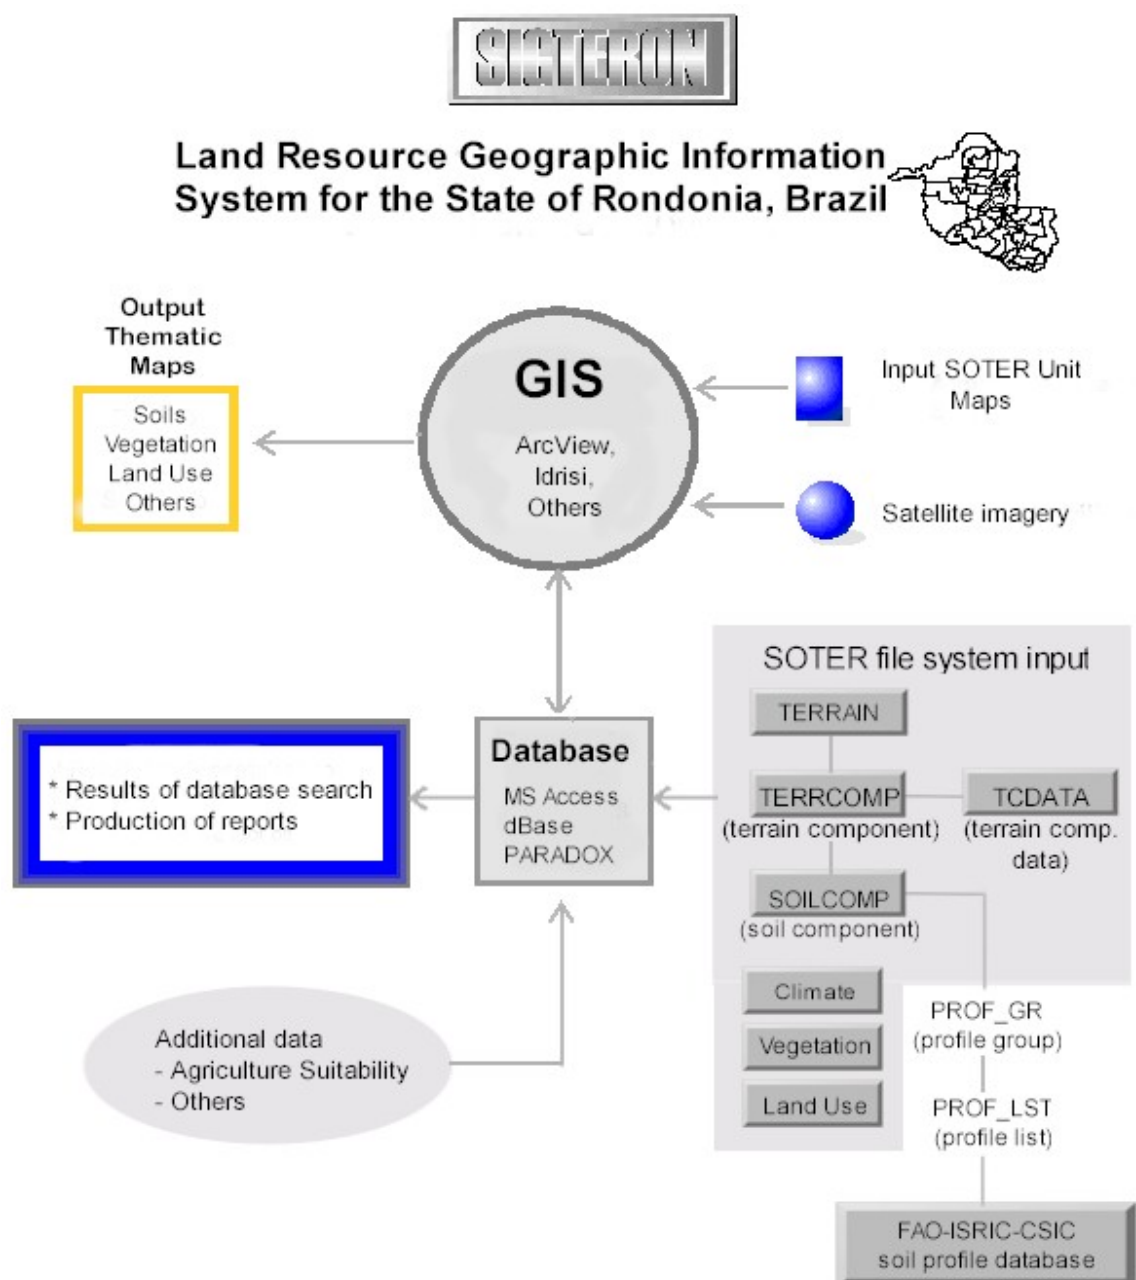 SIGTERON
Land Resource Geographic Information
System for the State of Rondonia, Brazil
Output
Thematic
Maps
Soils
Vegetation
Land Use
Others
GIS
ArcView,
Idrisi,
Others
Input SOTER Unit
Maps
Satellite imagery
SOTER file system input
TERRAIN
TERRCOMP
(terrain component)
TCDATA
(terrain comp.
data)
SOILCOMP
(soil component)
Database
MS Access
dBase
PARADOX
* Results of database search
* Production of reports
Additional data
- Agriculture Suitability
- Others
Climate
Vegetation
Land Use
PROF_GR
(profile group)
PROF_LST
(profile list)
FAO-ISRIC-CSIC
soil profile database